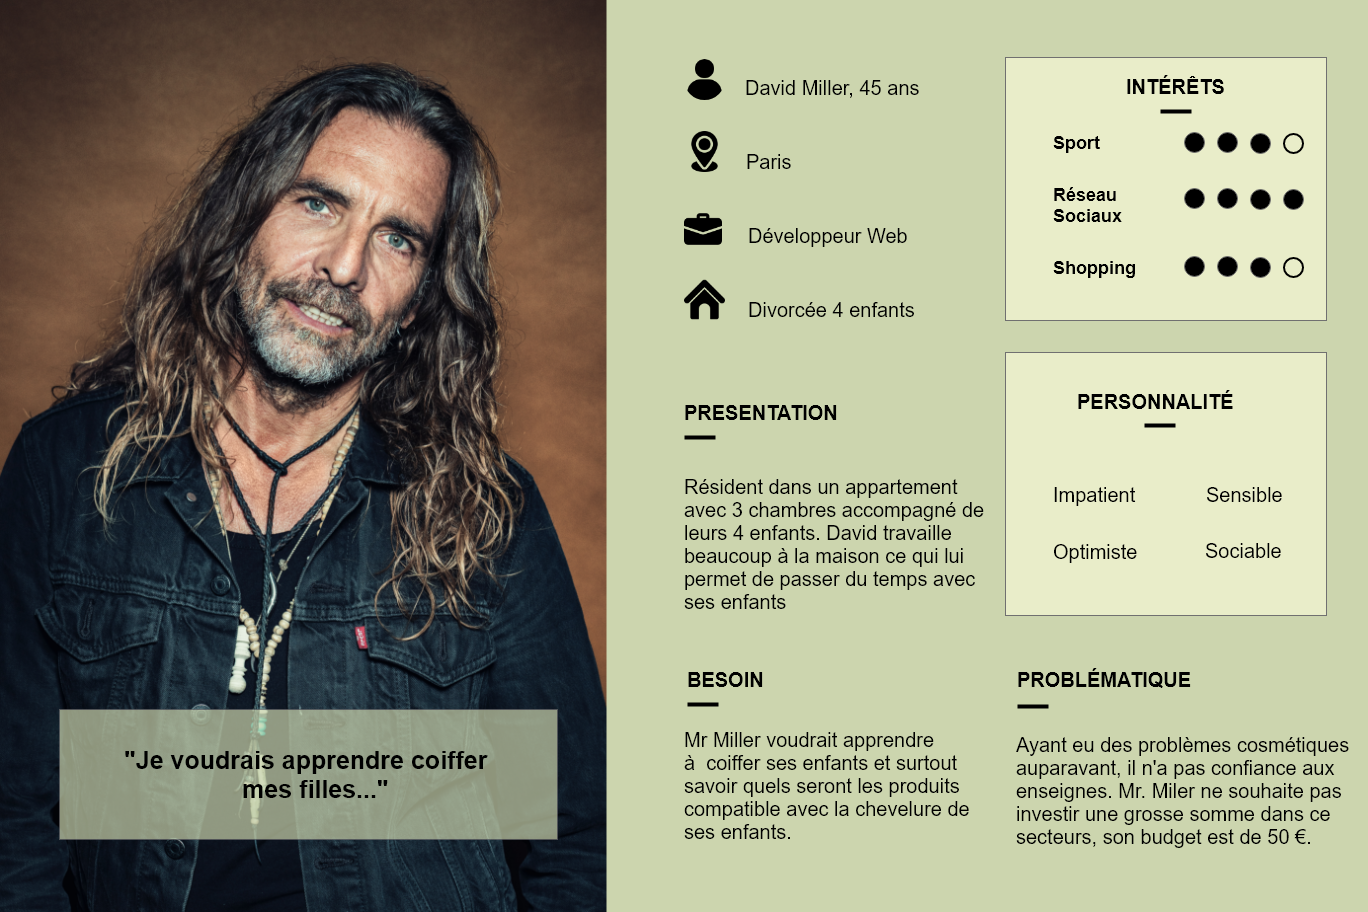 David Miller, 45 ans
Paris
Développeur Web
Divorcée 4 enfants
INTÉRÊTS
Sport
Réseau
Sociaux
Shopping
PRESENTATION
Résident dans un appartement
avec 3 chambres accompagné de
leurs 4 enfants. David travaille
beaucoup à la maison ce qui lui
permet de passer du temps avec
ses enfants
PERSONNALITÉ
Impatient
Sensible
Optimiste
Sociable
BESOIN
Mr Miller voudrait apprendre
à  coiffer ses enfants et surtout
savoir quels seront les produits
compatible avec la chevelure de
ses enfants.
PROBLÉMATIQUE
Ayant eu des problèmes cosmétiques
auparavant, il n'a pas confiance aux
enseignes. Mr. Miler ne souhaite pas
investir une grosse somme dans ce
secteurs, son budget est de 50 €.
"Je voudrais apprendre coiffer
mes filles..."